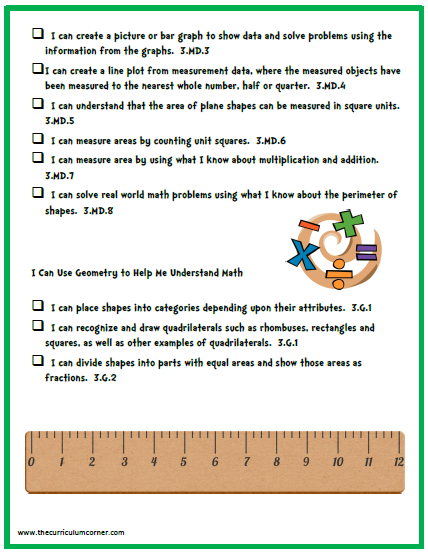 I can create a picture or bar graph to show data and solve problems using the
information from the graphs. 3.MD.3
I can create a line plot from measurement data, where the measured objects have
been measured to the nearest whole number, half or quarter. 3.MD.4
I can understand that the area of plane shapes can be measured in square units.
3.MD.5
I can measure areas by counting unit squares. 3.MD.6
I can measure area by using what I know about multiplication and addition.
3.MD.7
I can solve real world math problems using what I know about the perimeter of
shapes. 3.MD.8
I Can Use Geometry to Help Me Understand Math
I can place shapes into categories depending upon their attributes. 3.G.1
I can recognize and draw quadrilaterals such as rhombuses, rectangles and
squares, as well as other examples of quadrilaterals. 3.G.1
I can divide shapes into parts with equal areas and show those areas as
fractions. 3.G.2
0 1 2 3 4 5 6 7 8 9 10 11 12
www.thecurriculumcorner.com